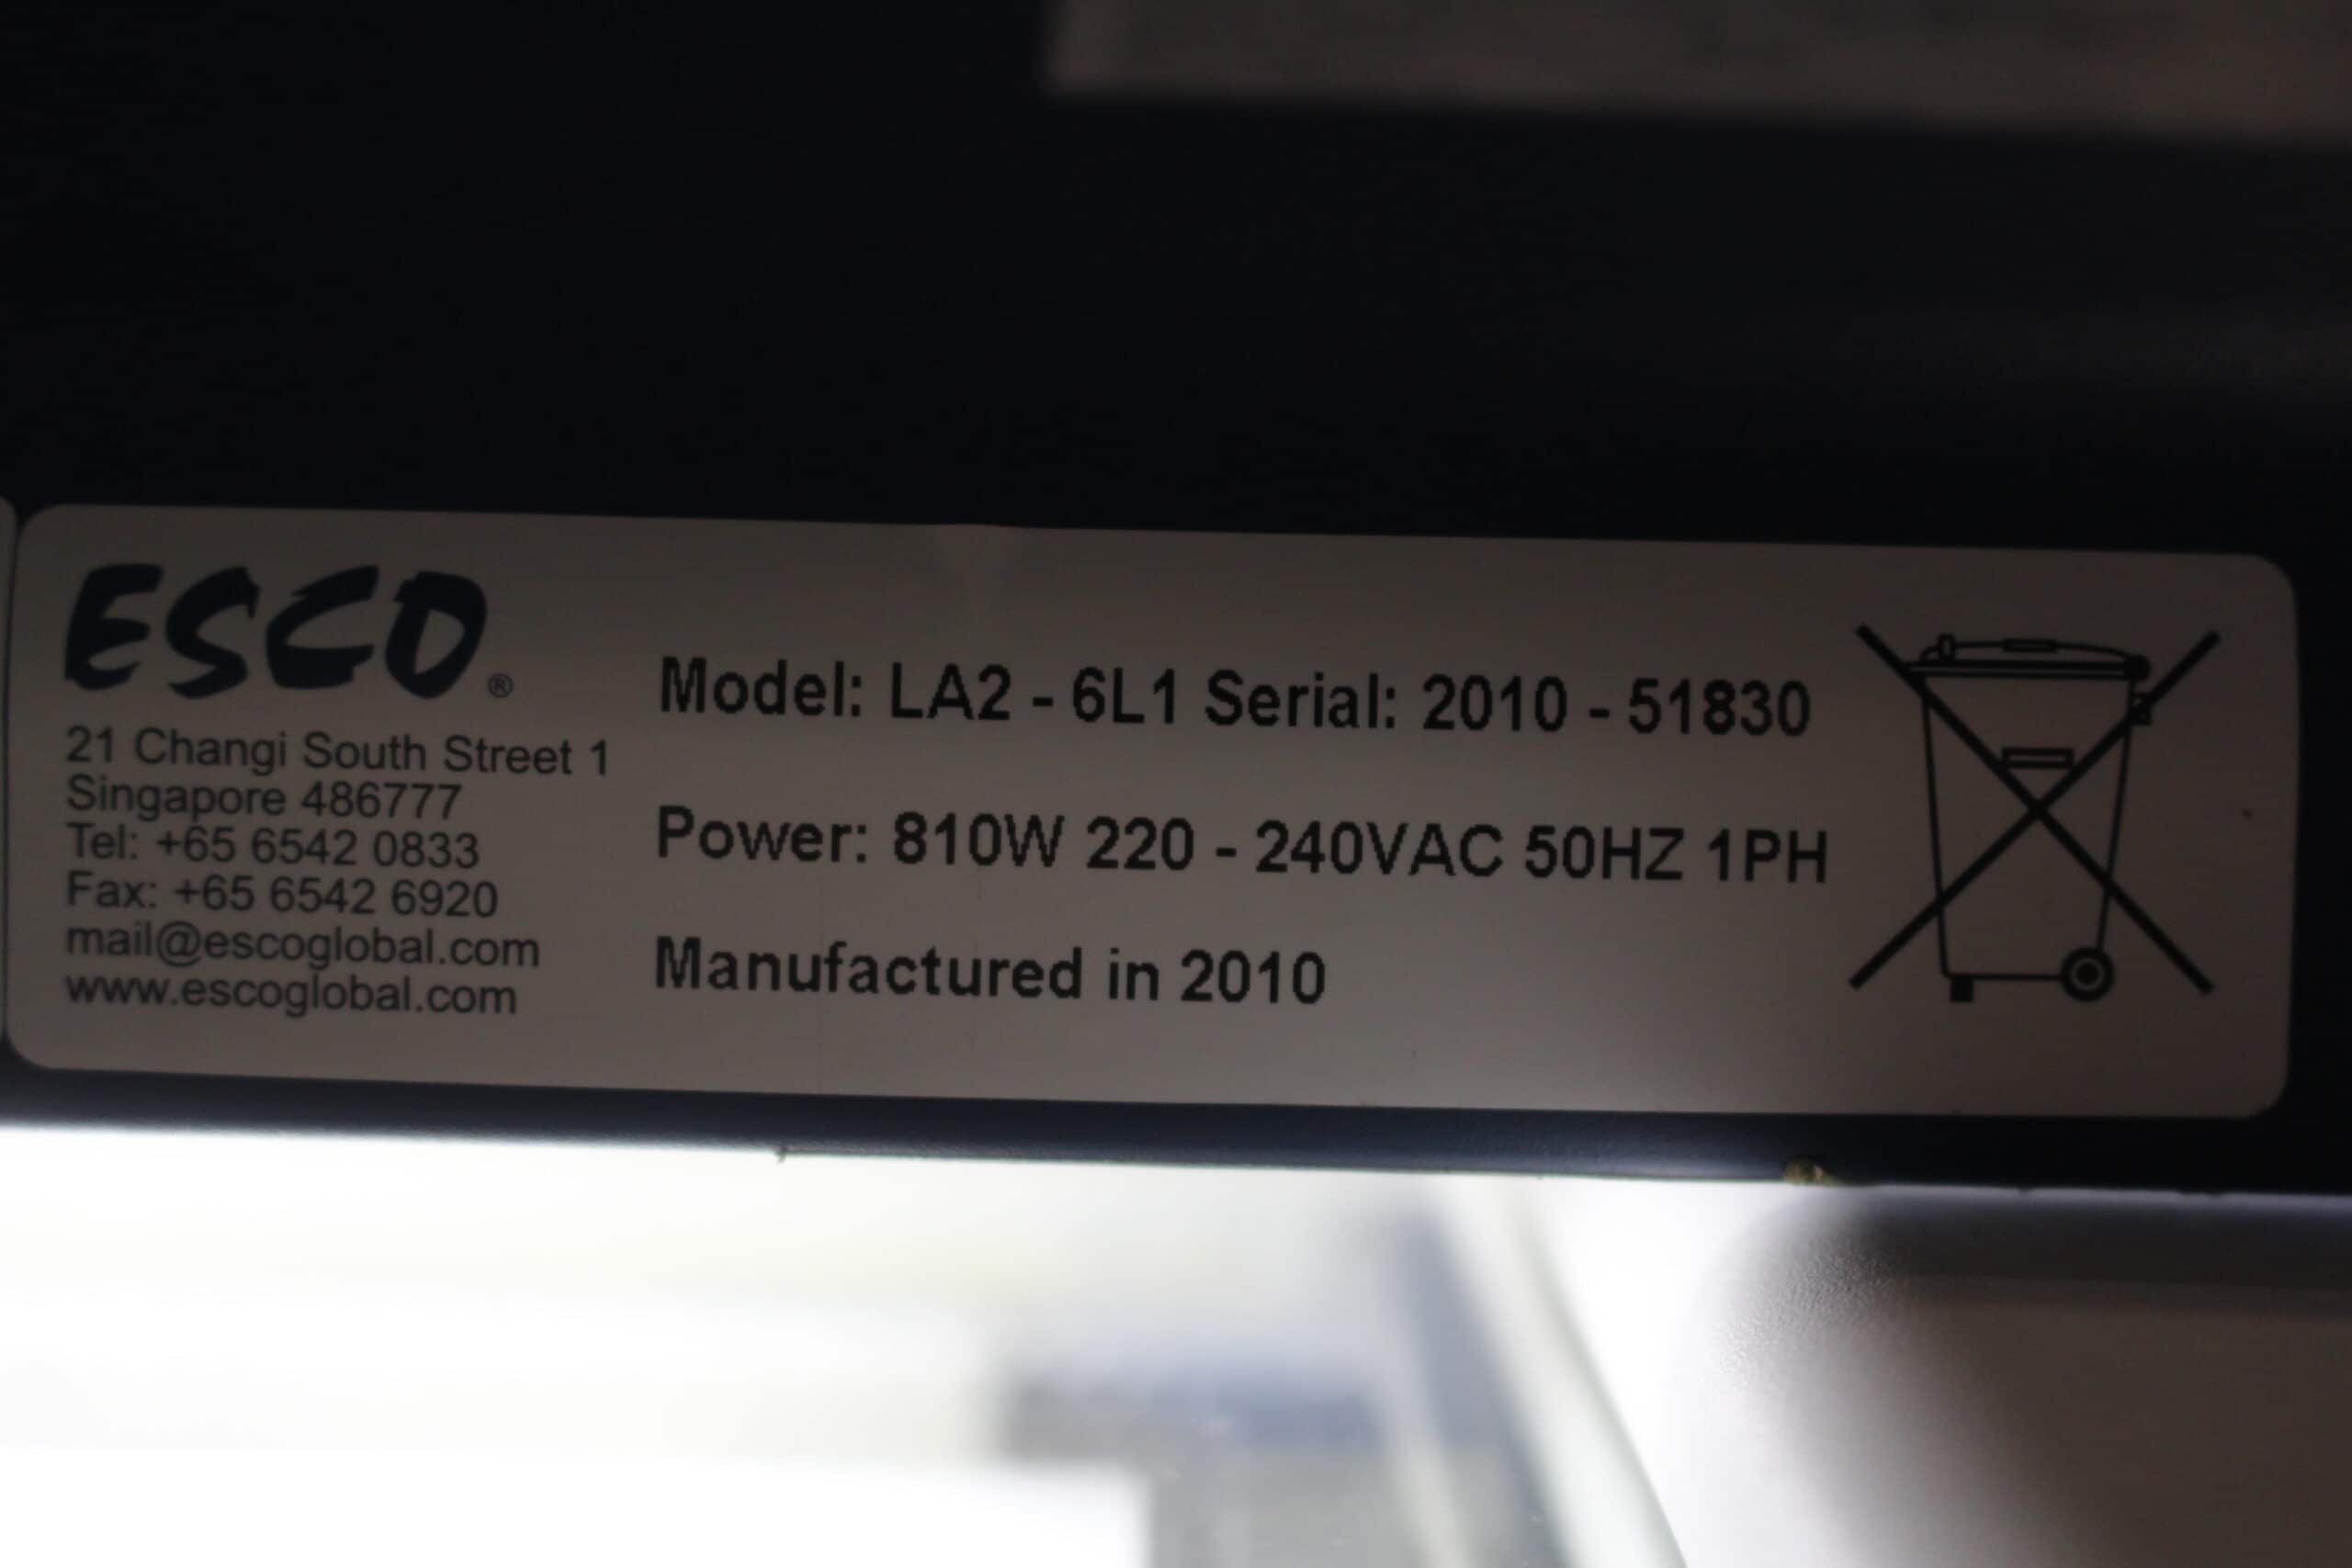 ESCO®
21 Changi South Street 1
Singapore 486777
Tel: +65 6542 0833
Fax: +65 6542 6920
mail@escoglobal.com
www.escoglobal.com
Model: LA2 - 6L1 Serial: 2010 - 51830
Power: 810W 220 - 240VAC 50HZ 1PH
Manufactured in 2010